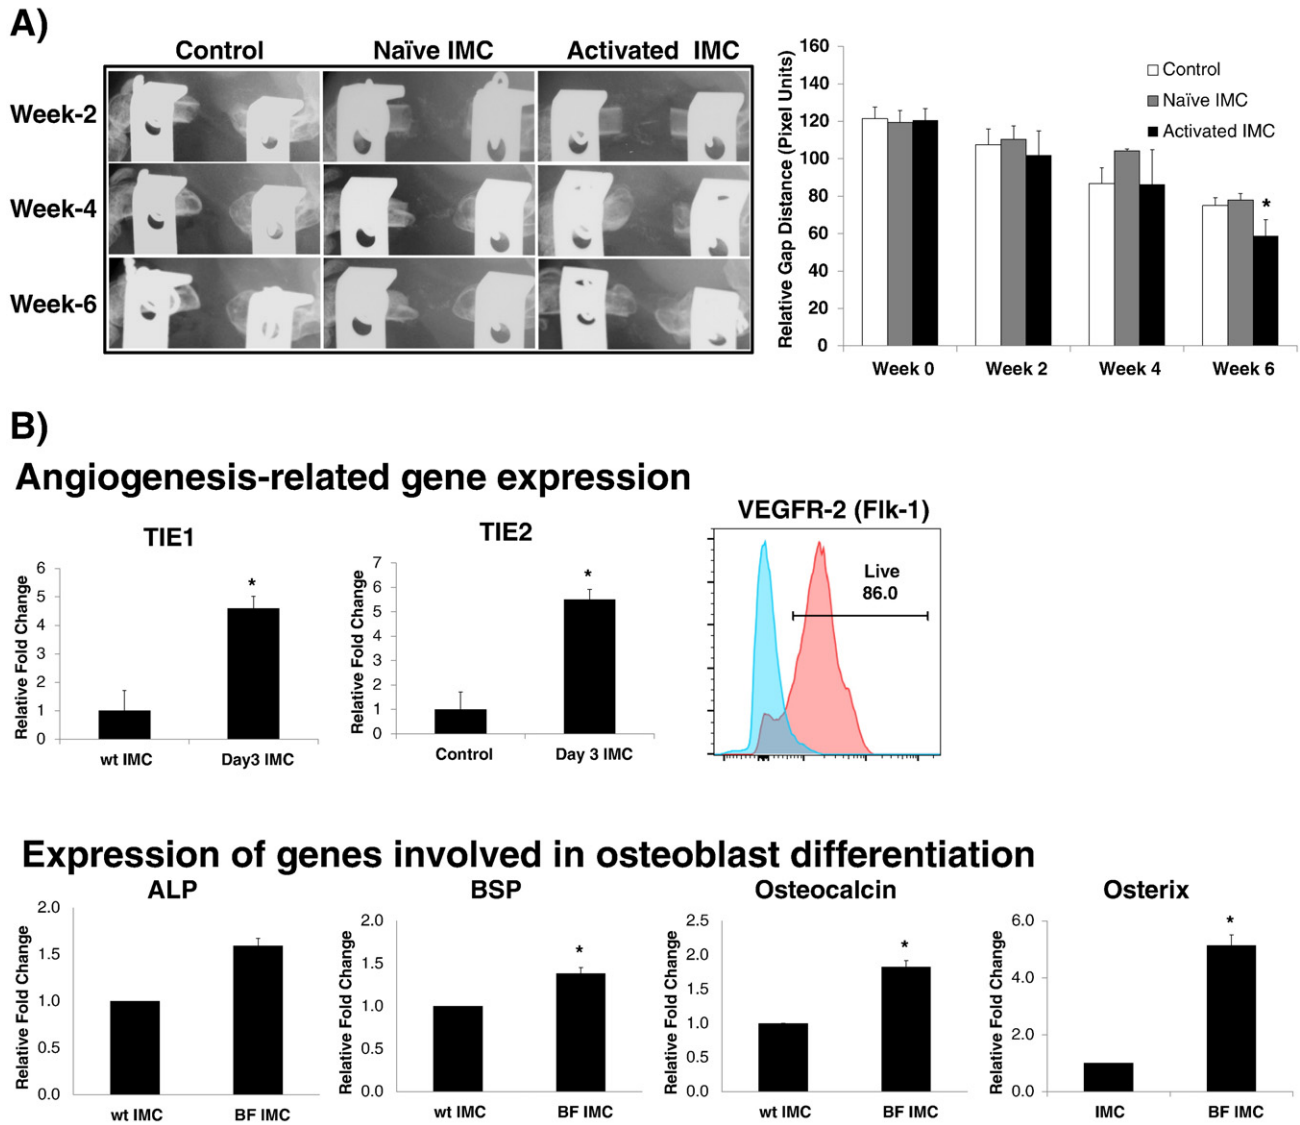 A)
Control Naïve IMC Activated IMC
Week-2
Week-4
Week-6
Relative Gap Distance (Pixel Units)
160
140
120
100
80
60
40
20
0
Control
Naïve IMC
Activated IMC
*
Week 0 Week 2 Week 4 Week 6
B)
Angiogenesis-related gene expression
TIE1
Relative Fold Change
6
5
4
3
2
1
0
*
wt IMC Day3 IMC
TIE2
Relative Fold Change
7
6
5
4
3
2
1
0
*
Control Day 3 IMC
VEGFR-2 (Flk-1)
Live
86.0
Expression of genes involved in osteoblast differentiation
ALP
Relative Fold Change
2.0
1.5
1.0
0.5
0.0
wt IMC BF IMC
BSP
Relative Fold Change
2.0
1.5
1.0
0.5
0.0
*
wt IMC BF IMC
Osteocalcin
Relative Fold Change
2.5
2.0
1.5
1.0
0.5
0.0
*
wt IMC BF IMC
Osterix
Relative Fold Change
6.0
4.0
2.0
0.0
*
IMC BF IMC